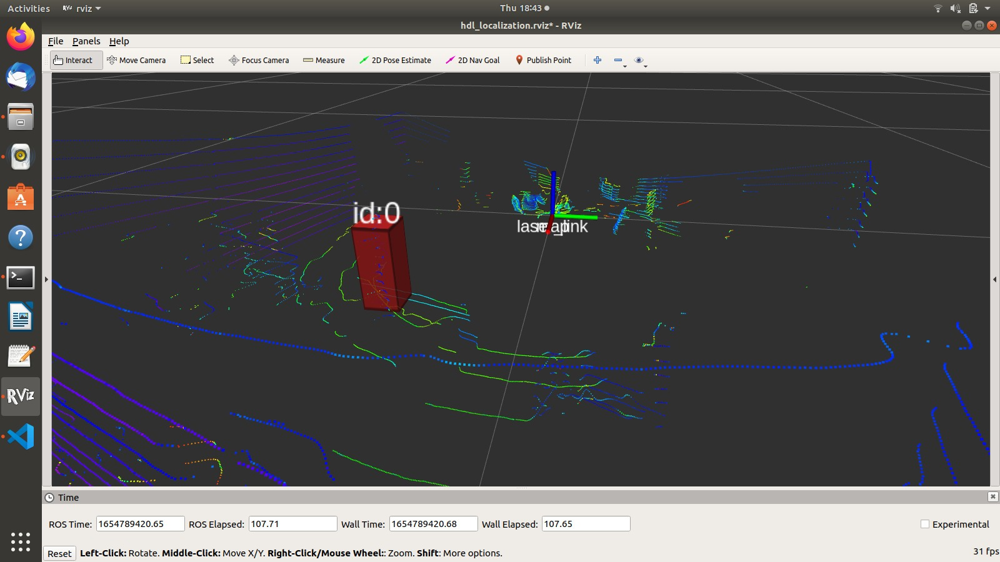 Activities RViz rviz Thu 18:43
hdl_localization.rviz* - RViz
File Panels Help
Interact Move Camera Select Focus Camera Measure 2D Pose Estimate 2D Nav Goal Publish Point
id:0
map
RViz
Time
ROS Time: 1654789420.65 ROS Elapsed: 107.71 Wall Time: 1654789420.68 Wall Elapsed: 107.65 Experimental
Reset Left-Click: Rotate. Middle-Click: Move X/Y. Right-Click/Mouse Wheel:: Zoom. Shift: More options. 31 fps